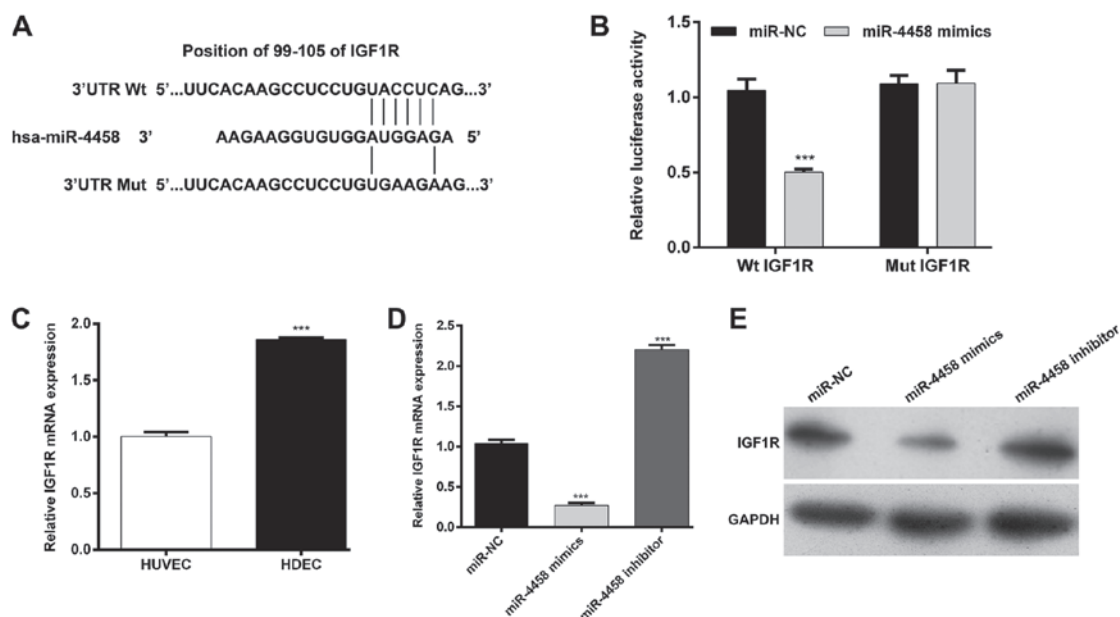 A
Position of 99-105 of IGF1R
3'UTR Wt 5'...UUCACAAGCCUCCUGUACCUCAG...3'
hsa-miR-4458 3' AAGAAGGUGUGGAUGGAGA 5'
3'UTR Mut 5'...UUCACAAGCCUCCUGUGAAGAAG...3'
B
miR-NC miR-4458 mimics
Relative luciferase activity
1.5
1.0
0.5
0.0
***
Wt IGF1R Mut IGF1R
C
Relative IGF1R mRNA expression
2.0
1.5
1.0
0.5
0.0
***
HUVEC HDEC
D
Relative IGF1R mRNA expression
2.5
2.0
1.5
1.0
0.5
0.0
***
***
miR-NC
miR-4458 mimics
miR-4458 inhibitor
E
miR-NC
miR-4458 mimics
miR-4458 inhibitor
IGF1R
GAPDH